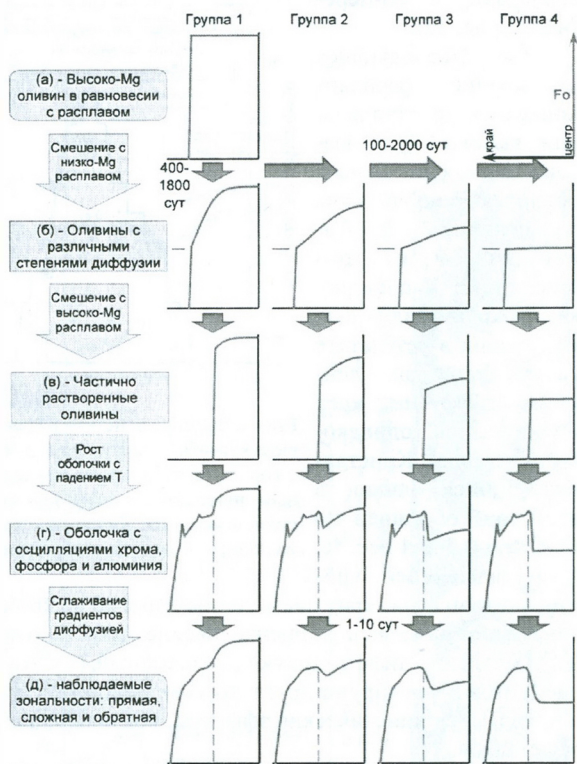 Группа 1
Группа 2
Группа 3
Группа 4
(а) - Высоко-Mg
оливин в равновесии
с расплавом
Fo
край
центр
Смешение с
низко-Mg
расплавом
400-
1800
сут
100-2000 сут
(б) - Оливины с
различными
степенями диффузии
Смешение с
высоко-Mg
расплавом
(в) - Частично
растворенные
оливины
Рост
оболочки с
падением Т
(г) - Оболочка с
осцилляциями хрома,
фосфора и алюминия
Сглаживание
градиентов
диффузией
1-10 сут
(д) - наблюдаемые
зональности: прямая,
сложная и обратная